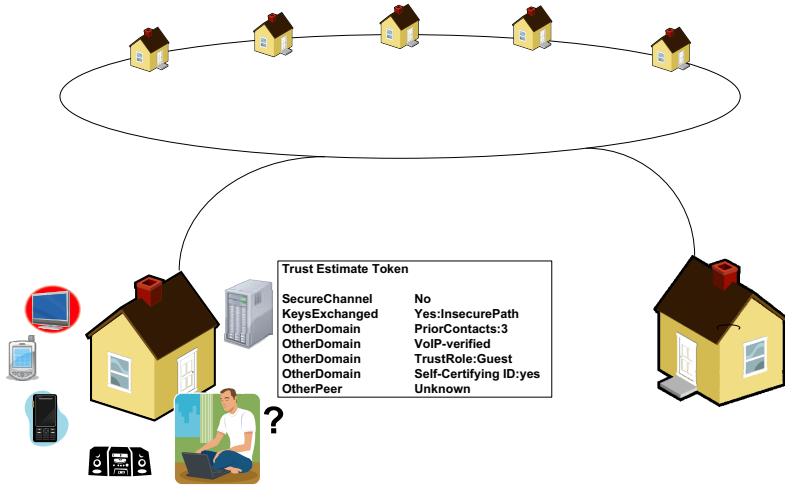 Trust Estimate Token
SecureChannel No
KeysExchanged Yes:InsecurePath
OtherDomain PriorContacts:3
OtherDomain VoIP-verified
OtherDomain TrustRole:Guest
OtherDomain Self-Certifying ID:yes
OtherPeer Unknown
?